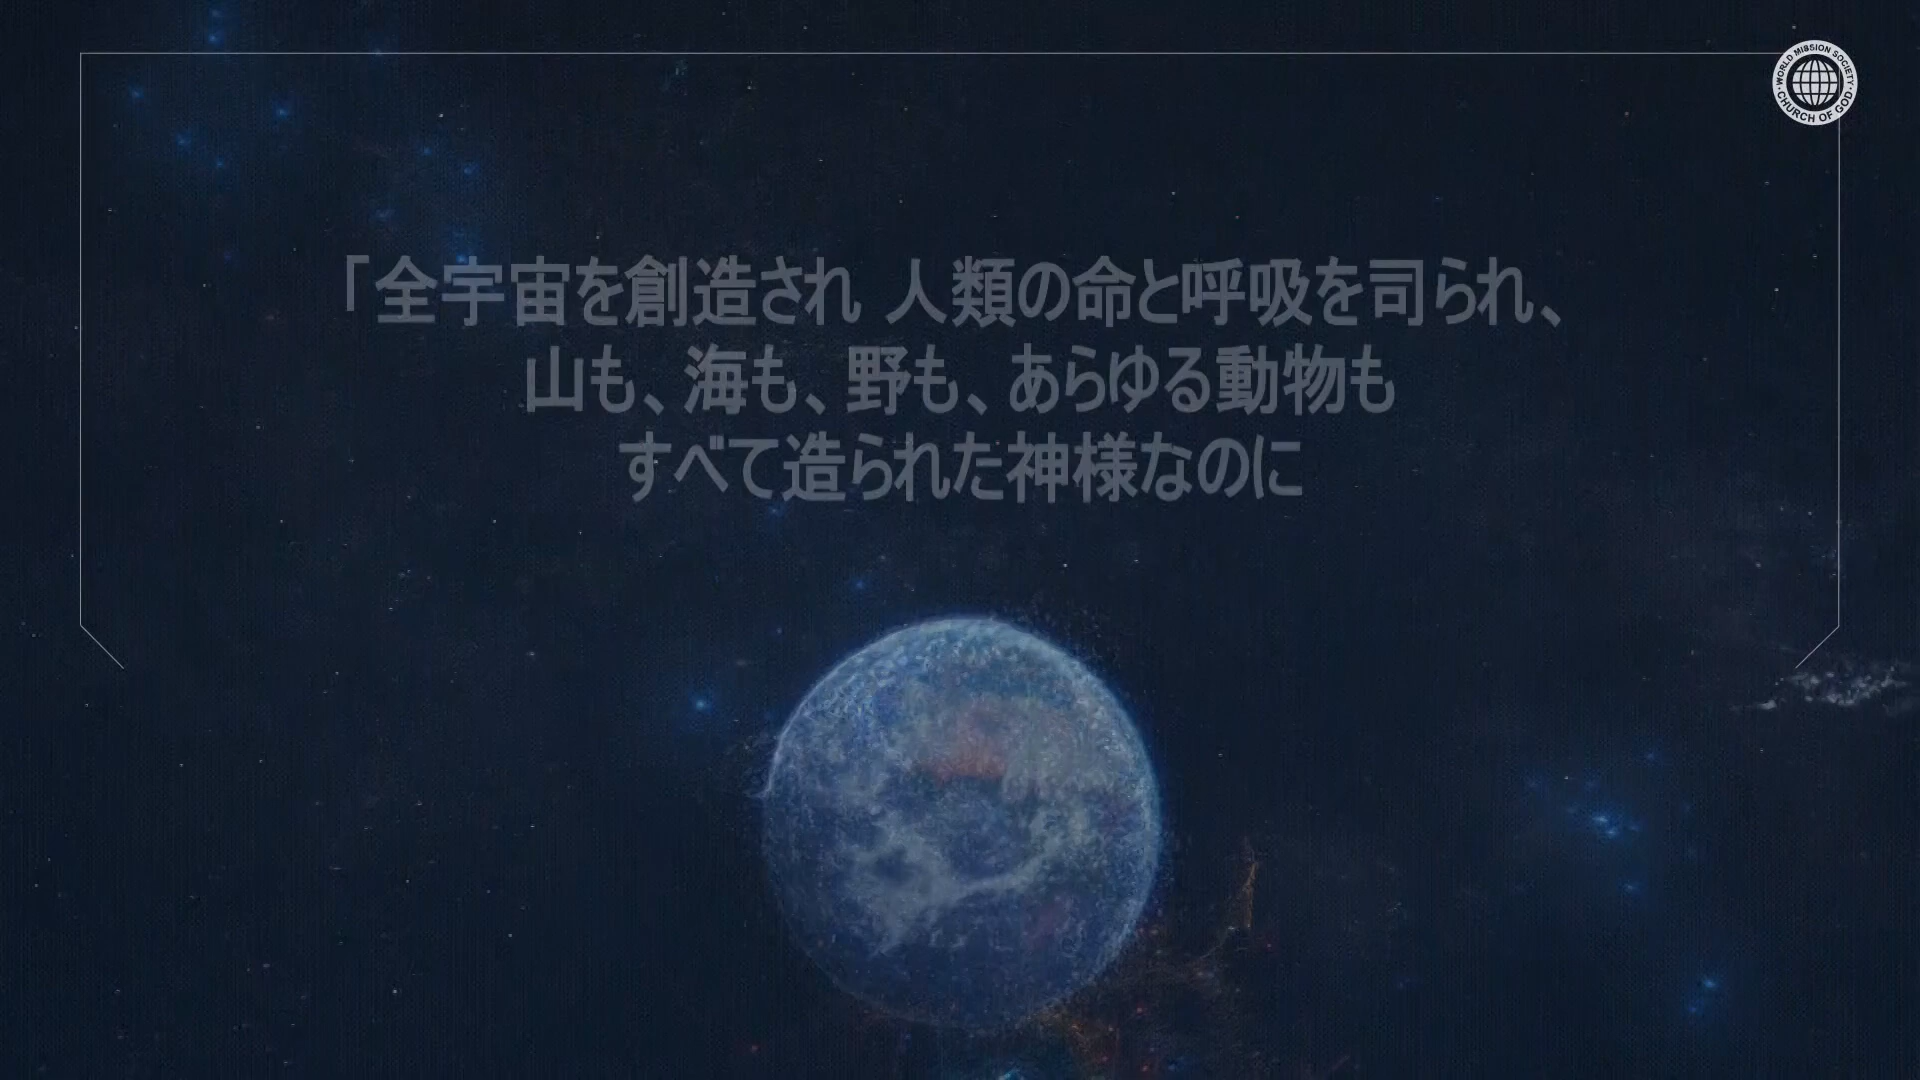 WORLD MISSION SOCIETY
CHURCH OF GOD
「全宇宙を創造され 人類の命と呼吸を司られ、
山も、海も、野も、あらゆる動物も
すべて造られた神様なのに